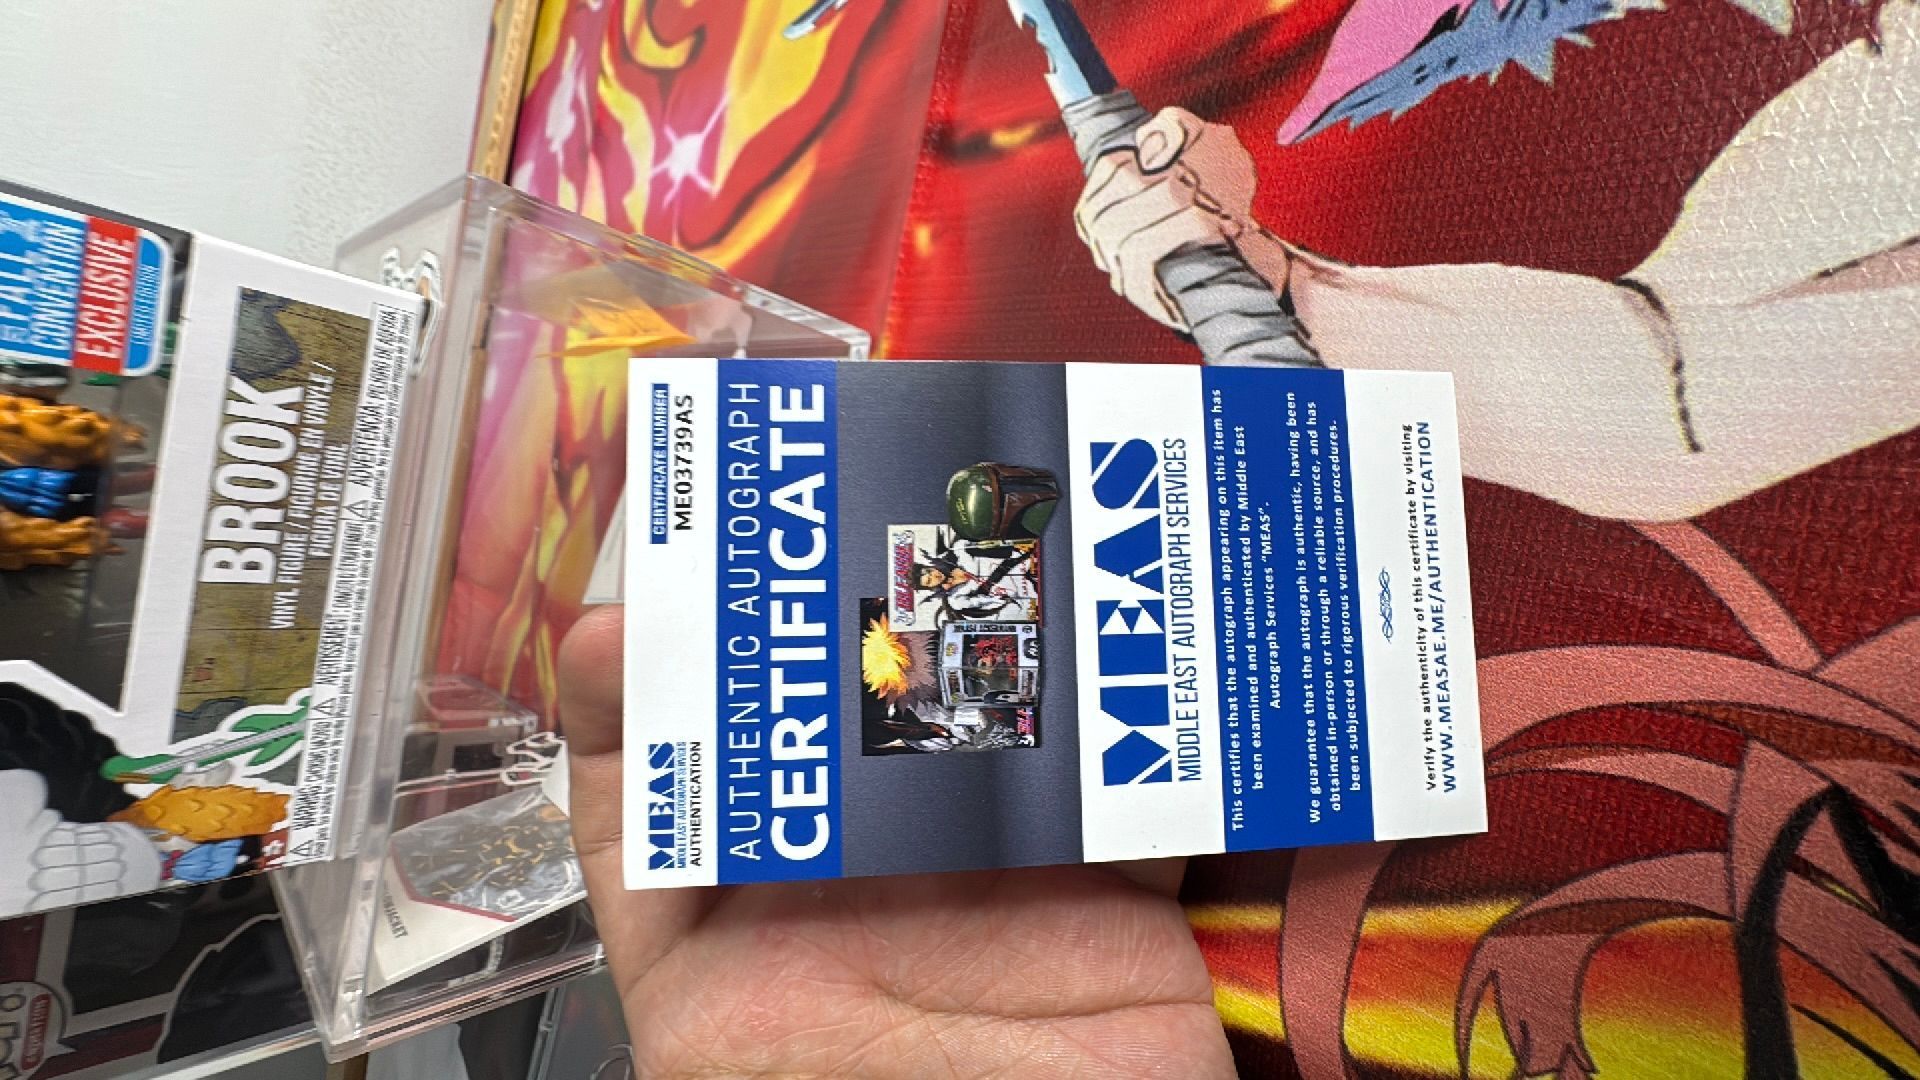 CONVENTION
EXCLUSIVE
LIMITED EDITION
BROOK
VINYL FIGURE / FIGURINE EN VINYLE /
FIGURA DE VINIL
MEAS
MIDDLE EAST AUTOGRAPH SERVICES
AUTHENTICATION
CERTIFICATE NUMBER
ME03739AS
AUTHENTIC AUTOGRAPH
CERTIFICATE
MEAS
MIDDLE EAST AUTOGRAPH SERVICES
This certifies that the autograph appearing on this item has
been examined and authenticated by Middle East
Autograph Services "MEAS".
We guarantee that the autograph is authentic, having been
obtained in-person or through a reliable source, and has
been subjected to rigorous verification procedures.
Verify the authenticity of this certificate by visiting
WWW.MEASAE.ME/AUTHENTICATION